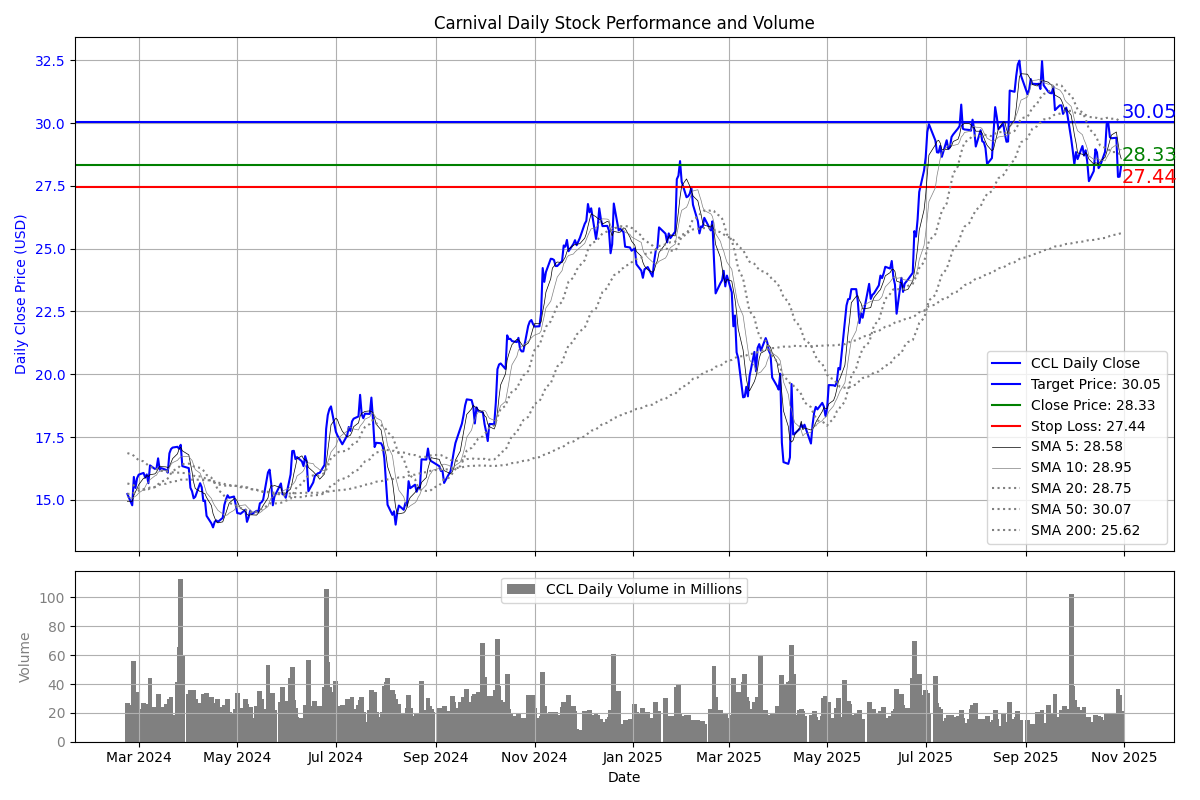 Carnival Daily Stock Performance and Volume
Daily Close Price (USD)
32.5
30.0
27.5
25.0
22.5
20.0
17.5
15.0
30.05
28.33
27.44
CCL Daily Close
Target Price: 30.05
Close Price: 28.33
Stop Loss: 27.44
SMA 5: 28.58
SMA 10: 28.95
SMA 20: 28.75
SMA 50: 30.07
SMA 200: 25.62
Volume
100
80
60
40
20
0
CCL Daily Volume in Millions
Mar 2024 May 2024 Jul 2024 Sep 2024 Nov 2024 Jan 2025 Mar 2025 May 2025 Jul 2025 Sep 2025 Nov 2025
Date